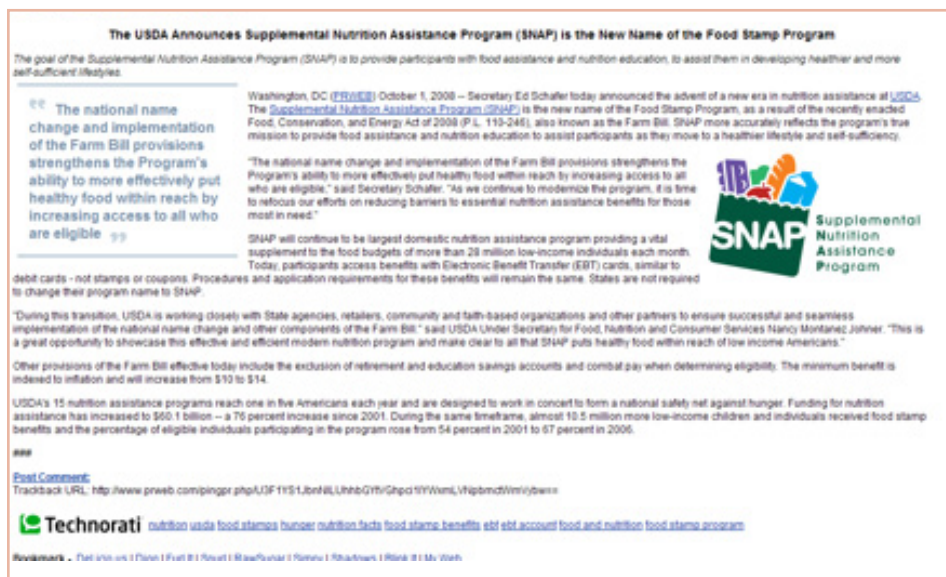 The USDA Announces Supplemental Nutrition Assistance Program (SNAP) is the New Name of the Food Stamp Program
The goal of the Supplemental Nutrition Assistance Program (SNAP) is to provide participants with food assistance and nutrition education, to assist them in developing healthier and more
self-sufficient lifestyles.
“ The national name
change and implementation
of the Farm Bill provisions
strengthens the Program's
ability to more effectively put
healthy food within reach by
increasing access to all who
are eligible ”
Washington, DC (PRWEB) October 1, 2008 -- Secretary Ed Schafer today announced the advent of a new era in nutrition assistance at USDA.
The Supplemental Nutrition Assistance Program (SNAP) is the new name of the Food Stamp Program, as a result of the recently enacted
Food, Conservation, and Energy Act of 2008 (P.L. 110-246), also known as the Farm Bill. SNAP more accurately reflects the program's true
mission to provide food assistance and nutrition education to assist participants as they move to a healthier lifestyle and self-sufficiency.
"The national name change and implementation of the Farm Bill provisions strengthens the
Program's ability to more effectively put healthy food within reach by increasing access to all
who are eligible," said Secretary Schafer. "As we continue to modernize the program, it is time
to refocus our efforts on reducing barriers to essential nutrition assistance benefits for those
most in need."
SNAP
Supplemental
Nutrition
Assistance
Program
SNAP will continue to be largest domestic nutrition assistance program providing a vital
supplement to the food budgets of more than 28 million low-income individuals each month.
Today, participants access benefits with Electronic Benefit Transfer (EBT) cards, similar to
debit cards - not stamps or coupons. Procedures and application requirements for these benefits will remain the same. States are not required
to change their program name to SNAP.
"During this transition, USDA is working closely with State agencies, retailers, community and faith-based organizations and other partners to ensure successful and seamless
implementation of the national name change and other components of the Farm Bill." said USDA Under Secretary for Food, Nutrition and Consumer Services Nancy Montanez Johner. "This is
a great opportunity to showcase this effective and efficient modern nutrition program and make clear to all that SNAP puts healthy food within reach of low income Americans."
Other provisions of the Farm Bill effective today include the exclusion of retirement and education savings accounts and combat pay when determining eligibility. The minimum benefit is
indexed to inflation and will increase from $10 to $14.
USDA's 15 nutrition assistance programs reach one in five Americans each year and are designed to work in concert to form a national safety net against hunger. Funding for nutrition
assistance has increased to $60.1 billion -- a 76 percent increase since 2001. During the same timeframe, almost 10.5 million more low-income children and individuals received food stamp
benefits and the percentage of eligible individuals participating in the program rose from 54 percent in 2001 to 67 percent in 2006.
###
Post Comment:
Trackback URL:
Technorati nutrition usda food stamps hunger nutrition facts food stamp benefits ebt ebt account food and nutrition food stamp program
Bookmark - Del.icio.us | Digg | Furl It | Spurl | RawSugar | Simpy | Shadows | Blink It | My Web